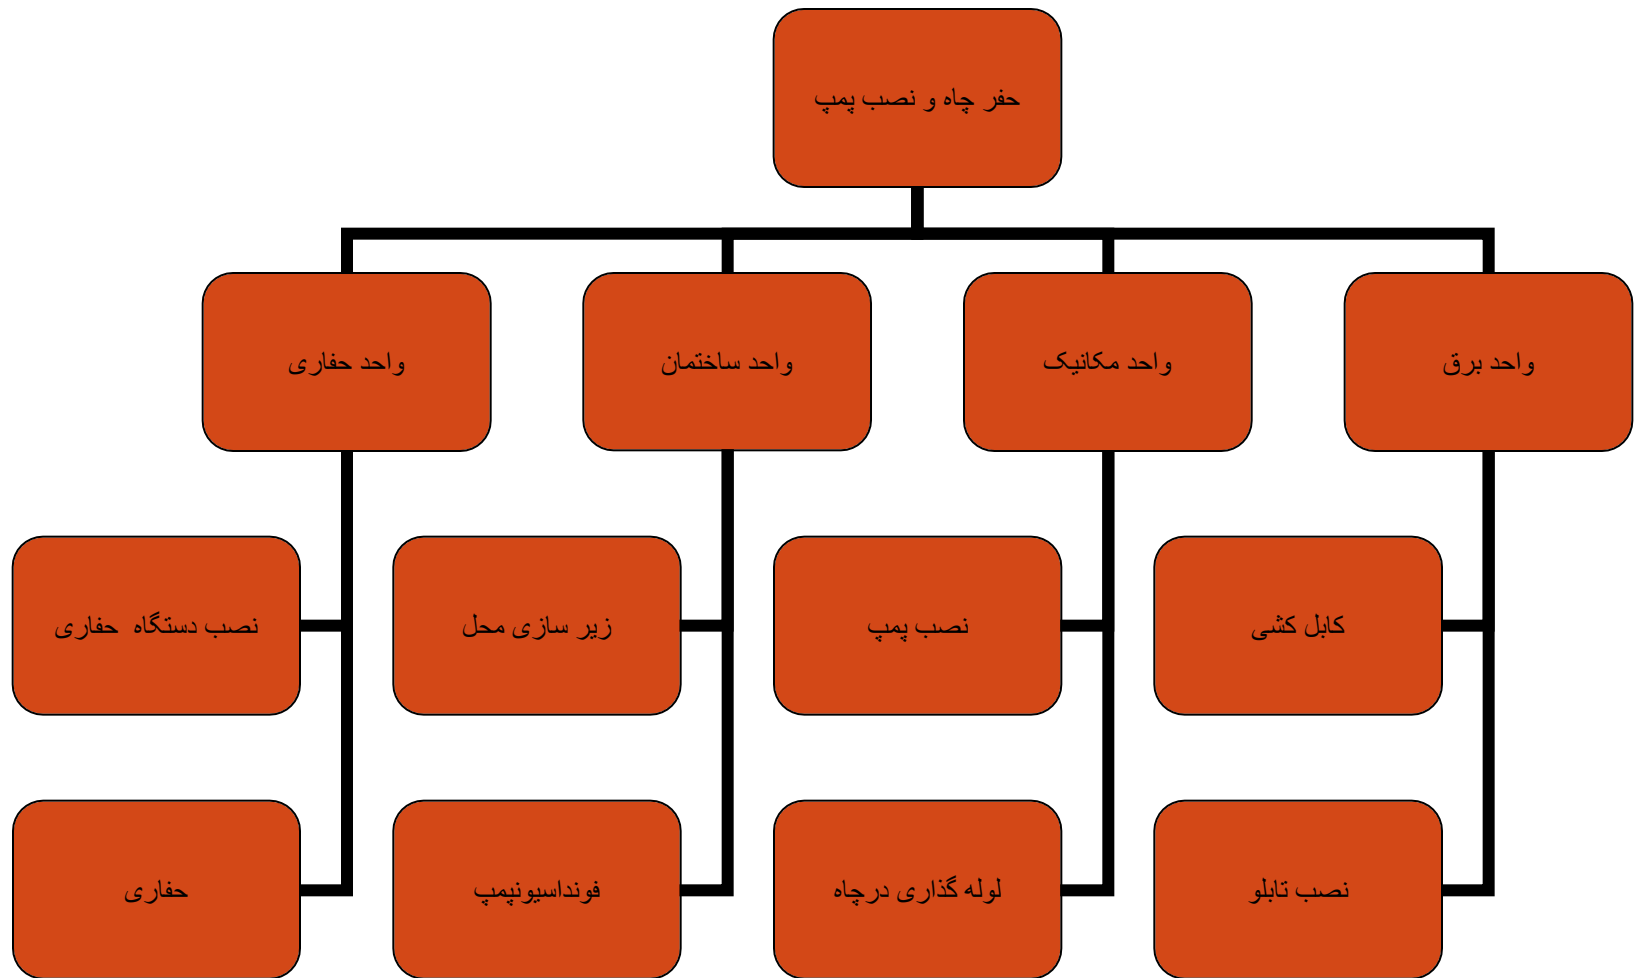 حفر چاه و نصب پمپ
واحد برق
واحد مکانیک
واحد ساختمان
واحد حفاری
کابل کشی
نصب پمپ
زیر سازی محل
نصب دستگاه  حفاری
نصب تابلو
لوله گذاری درچاه
فونداسیونپمپ
حفاری